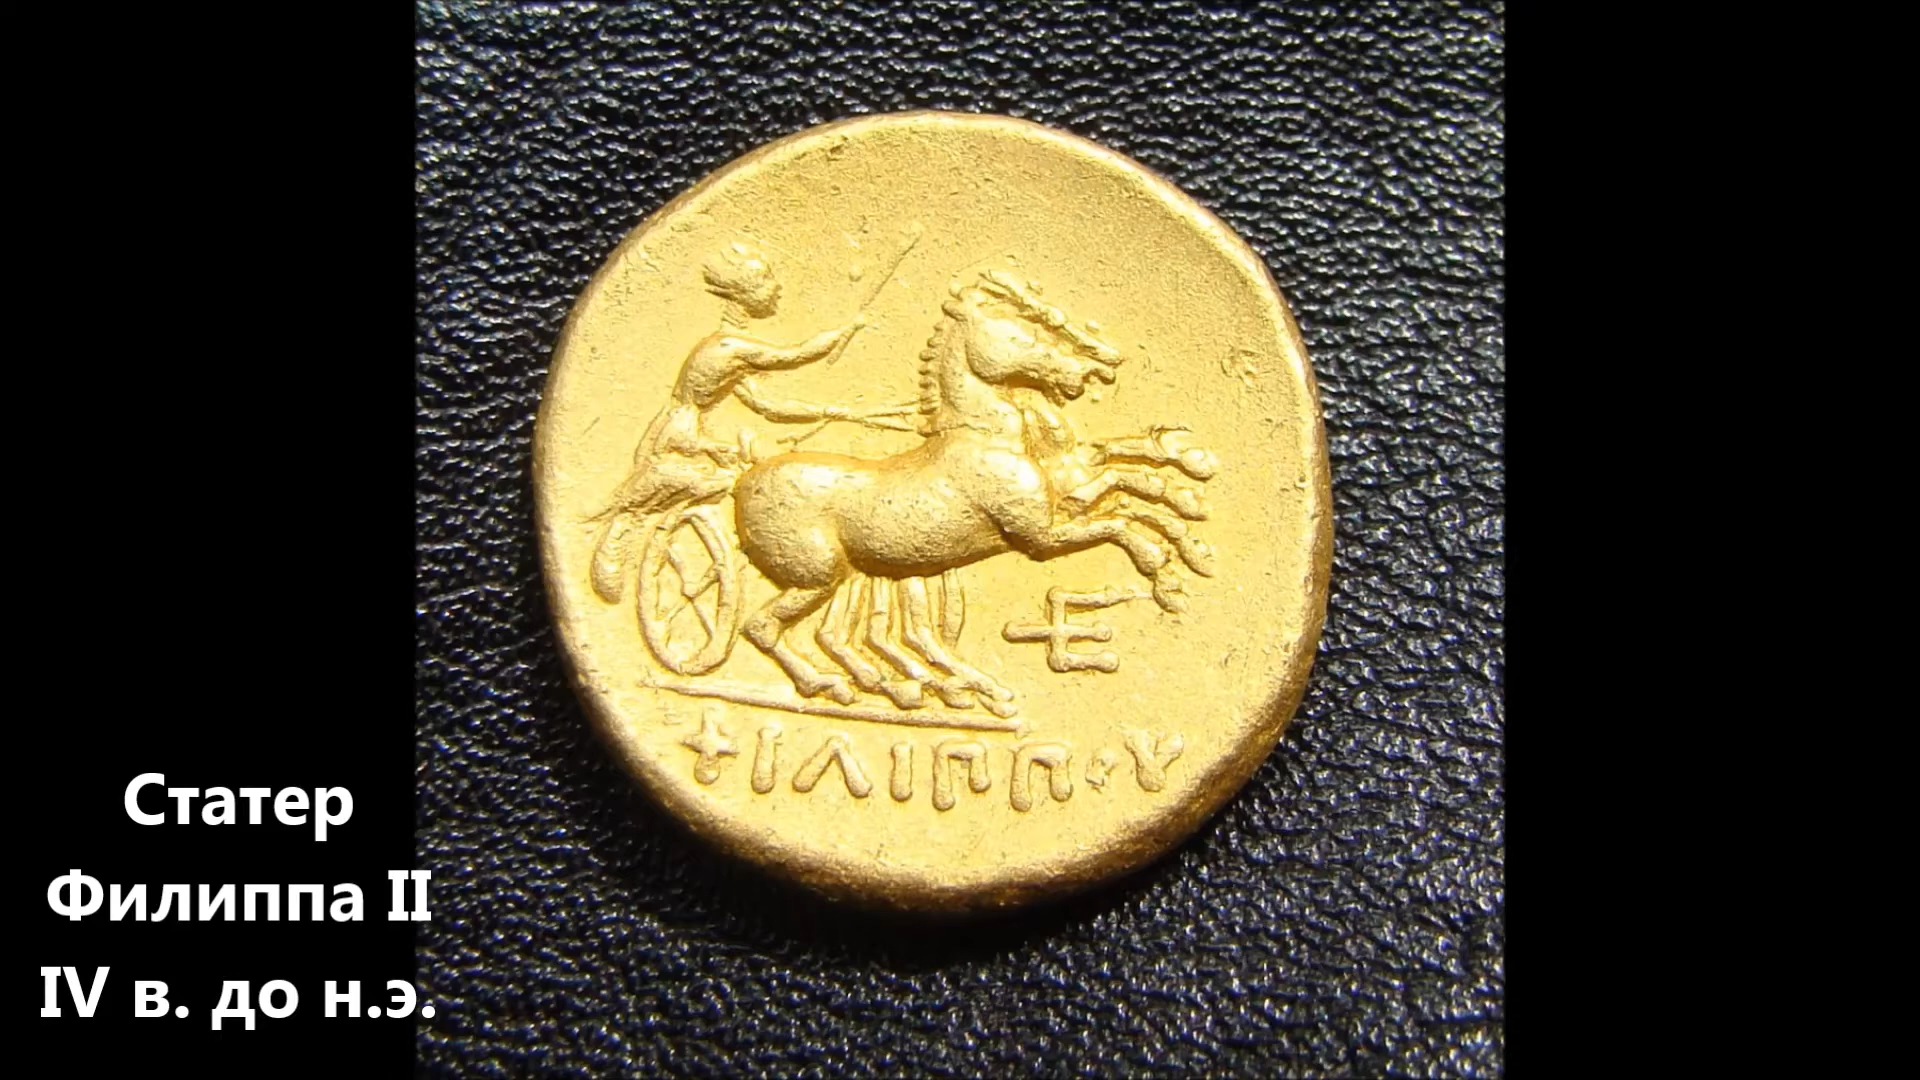 ΦΙΛΙΠΠΟΥ
Статер
Филиппа II
IV в. до н.э.